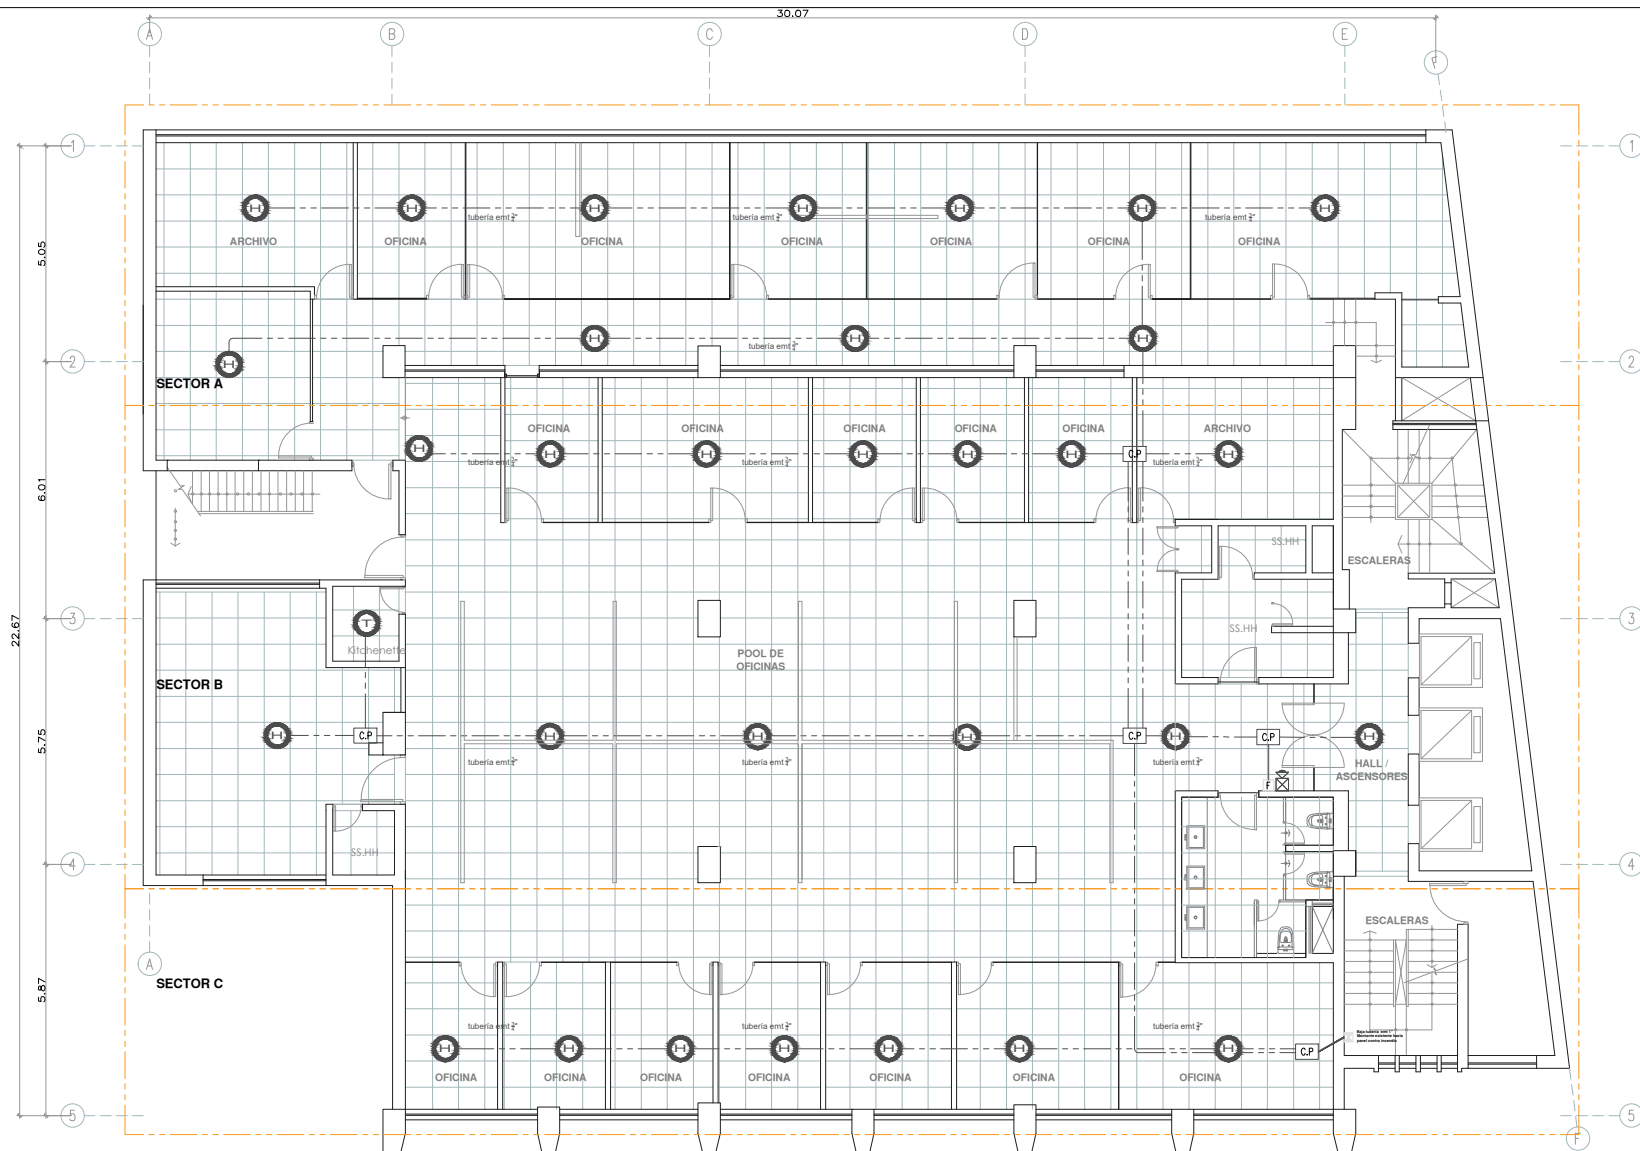 30.07
A
B
C
D
E
F
1
1
H
H
H
H
H
H
H
tubería emt 3/4"
tubería emt 3/4"
tubería emt 3/4"
ARCHIVO
OFICINA
OFICINA
OFICINA
OFICINA
OFICINA
OFICINA
5.05
H
H
H
tubería emt 3/4"
2
H
2
SECTOR A
OFICINA
OFICINA
OFICINA
OFICINA
OFICINA
ARCHIVO
H
H
H
H
H
H
C.P
H
tubería emt 3/4"
tubería emt 3/4"
tubería emt 3/4"
6.01
SS.HH
ESCALERAS
3
T
3
22.67
SS.HH
Kitchenette
POOL DE
OFICINAS
SECTOR B
5.75
H
C.P
H
H
H
C.P
H
C.P
H
tubería emt 3/4"
tubería emt 3/4"
tubería emt 3/4"
HALL /
ASCENSORES
F
SS.HH
4
4
ESCALERAS
A
SECTOR C
5.87
tubería emt 3/4"
tubería emt 3/4"
tubería emt 3/4"
H
H
H
H
H
H
H
C.P
OFICINA
OFICINA
OFICINA
OFICINA
OFICINA
OFICINA
OFICINA
5
5
F